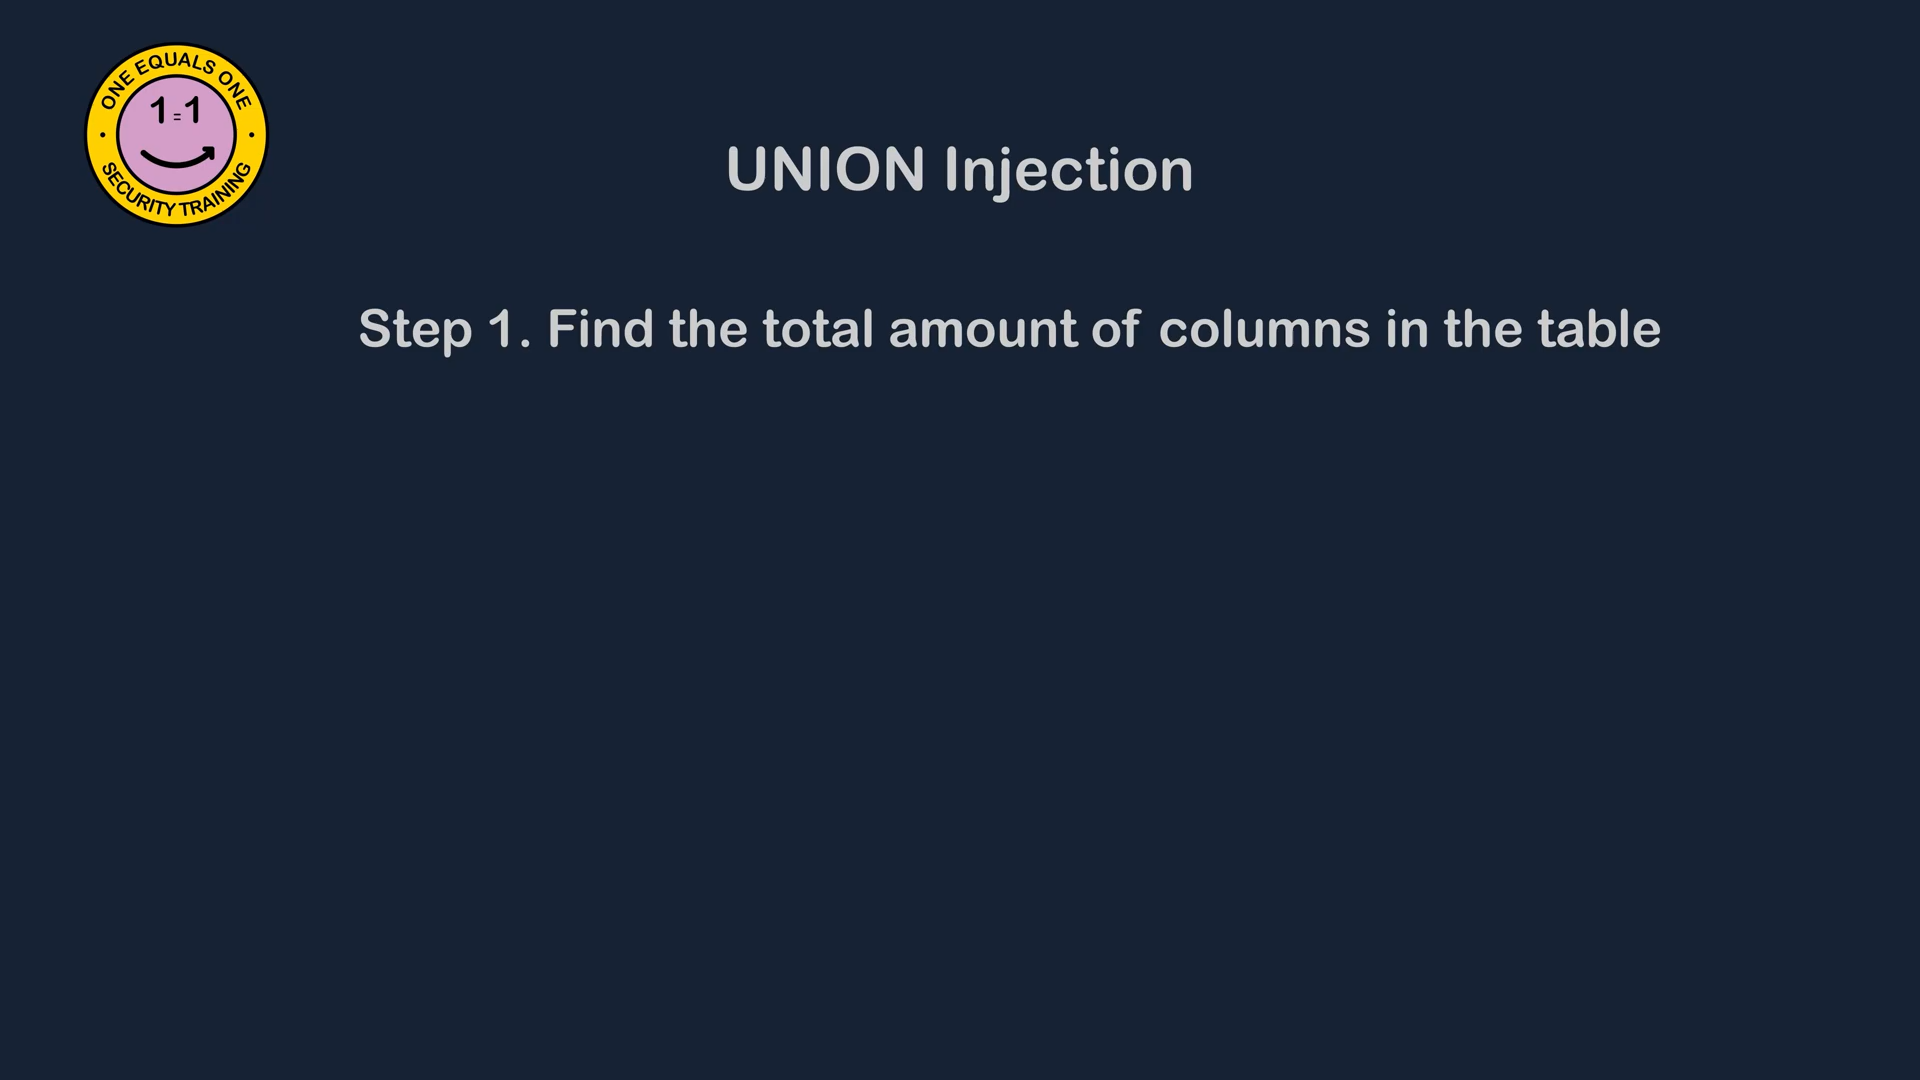 ONE EQUALS ONE
1=1
SECURITY TRAINING
UNION Injection
Step 1. Find the total amount of columns in the table